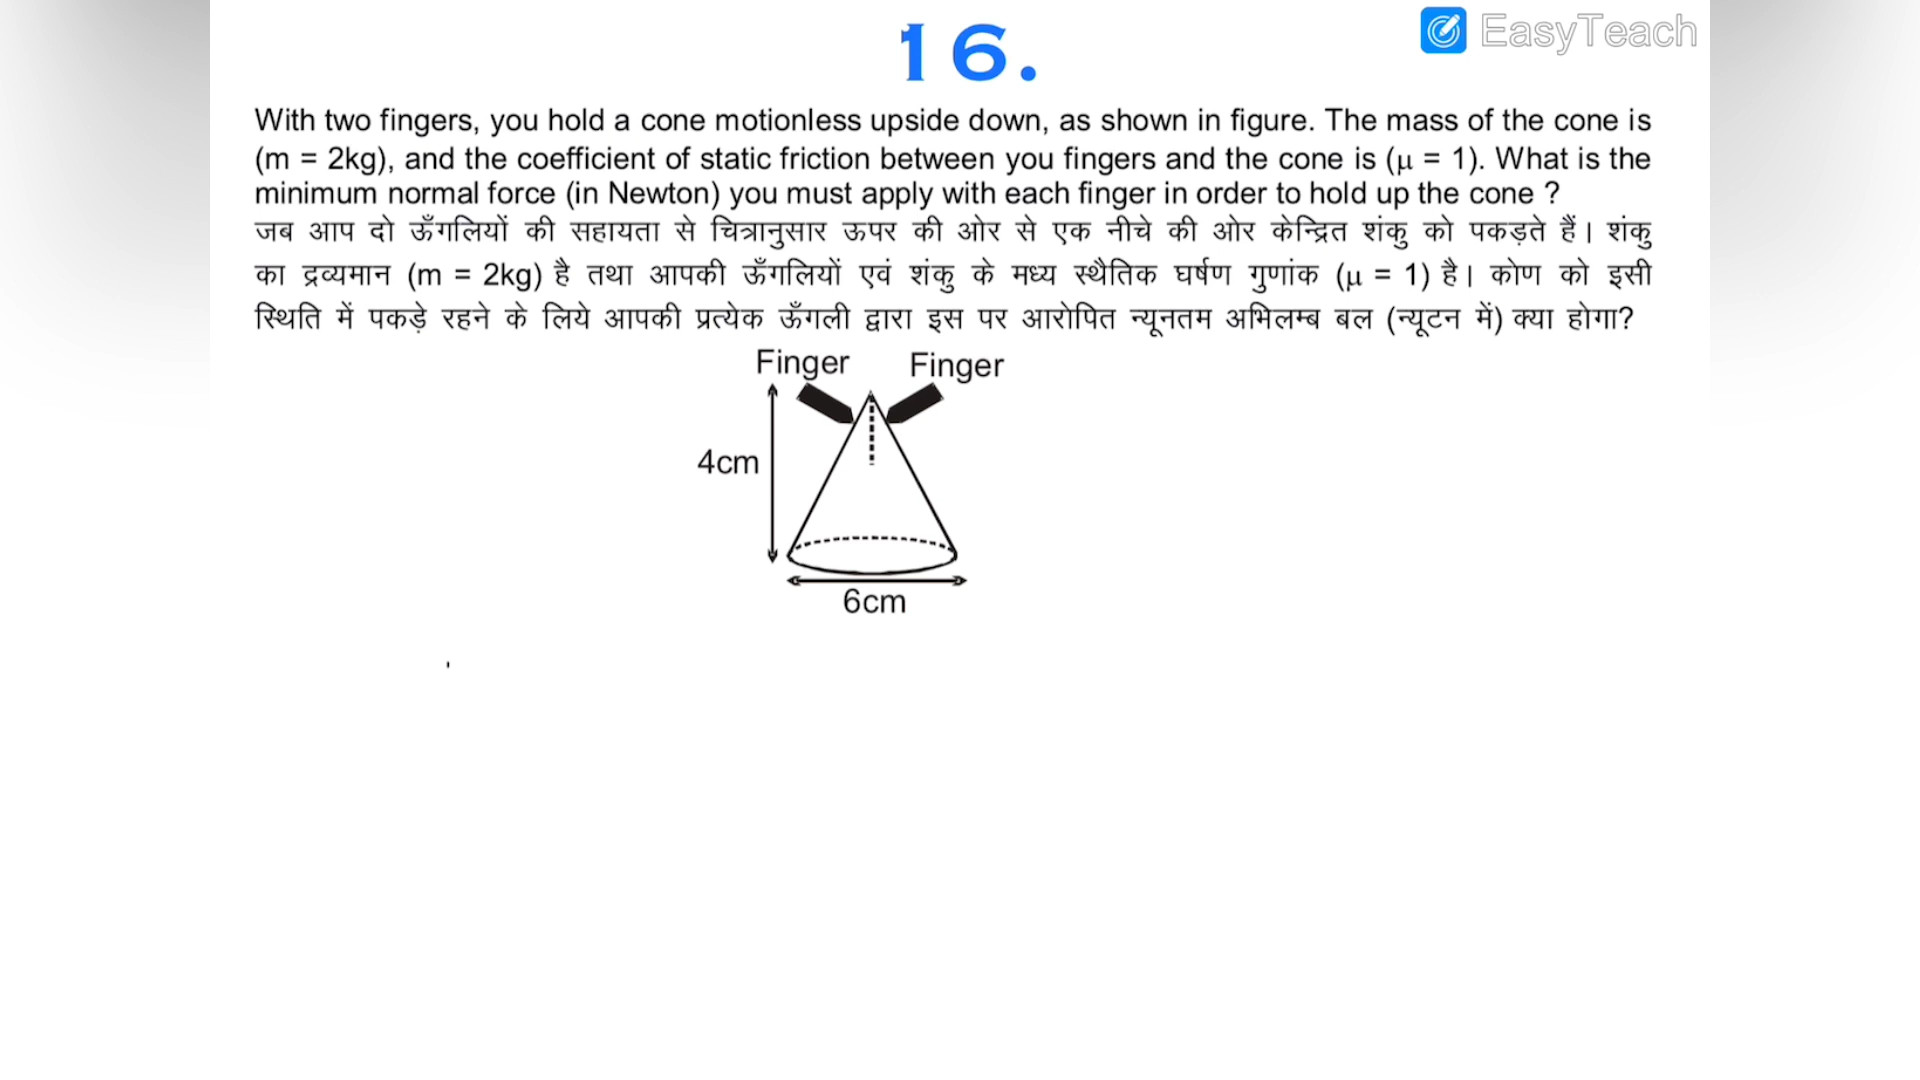 16.
EasyTeach
With two fingers, you hold a cone motionless upside down, as shown in figure. The mass of the cone is
(m = 2kg), and the coefficient of static friction between you fingers and the cone is (μ = 1). What is the
minimum normal force (in Newton) you must apply with each finger in order to hold up the cone ?
जब आप दो ऊँगलियों की सहायता से चित्रानुसार ऊपर की ओर से एक नीचे की ओर केन्द्रित शंकु को पकड़ते हैं। शंकु
का द्रव्यमान (m = 2kg) है तथा आपकी ऊँगलियों एवं शंकु के मध्य स्थैतिक घर्षण गुणांक (μ = 1) है। कोण को इसी
स्थिति में पकड़े रहने के लिये आपकी प्रत्येक ऊँगली द्वारा इस पर आरोपित न्यूनतम अभिलम्ब बल (न्यूटन में) क्या होगा?
Finger Finger
4cm
6cm